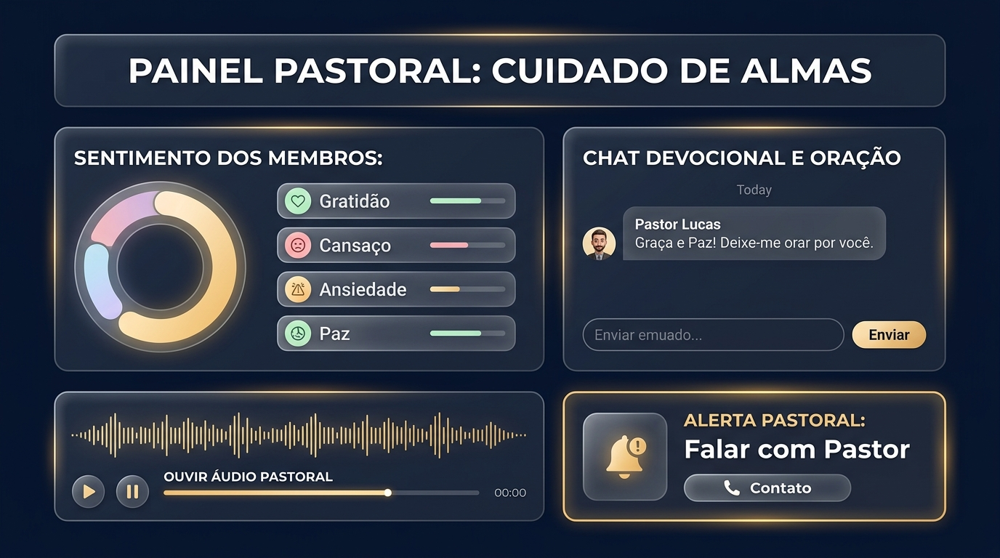 PAINEL PASTORAL: CUIDADO DE ALMAS
SENTIMENTO DOS MEMBROS:
Gratidão
Cansaço
Ansiedade
Paz
CHAT DEVOCIONAL E ORAÇÃO
Today
Pastor Lucas
Graça e Paz! Deixe-me orar por você.
Enviar emuado...
Enviar
OUVIR ÁUDIO PASTORAL
00:00
ALERTA PASTORAL:
Falar com Pastor
Contato